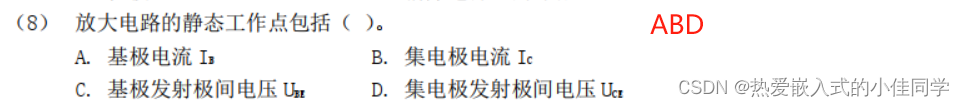 （8） 放大电路的静态工作点包括（ ）。 ABD
A. 基极电流 IB B. 集电极电流 IC
C. 基极发射极间电压 UBE D. 集电极发射极间电压 UCE
CSDN @热爱嵌入式的小佳同学